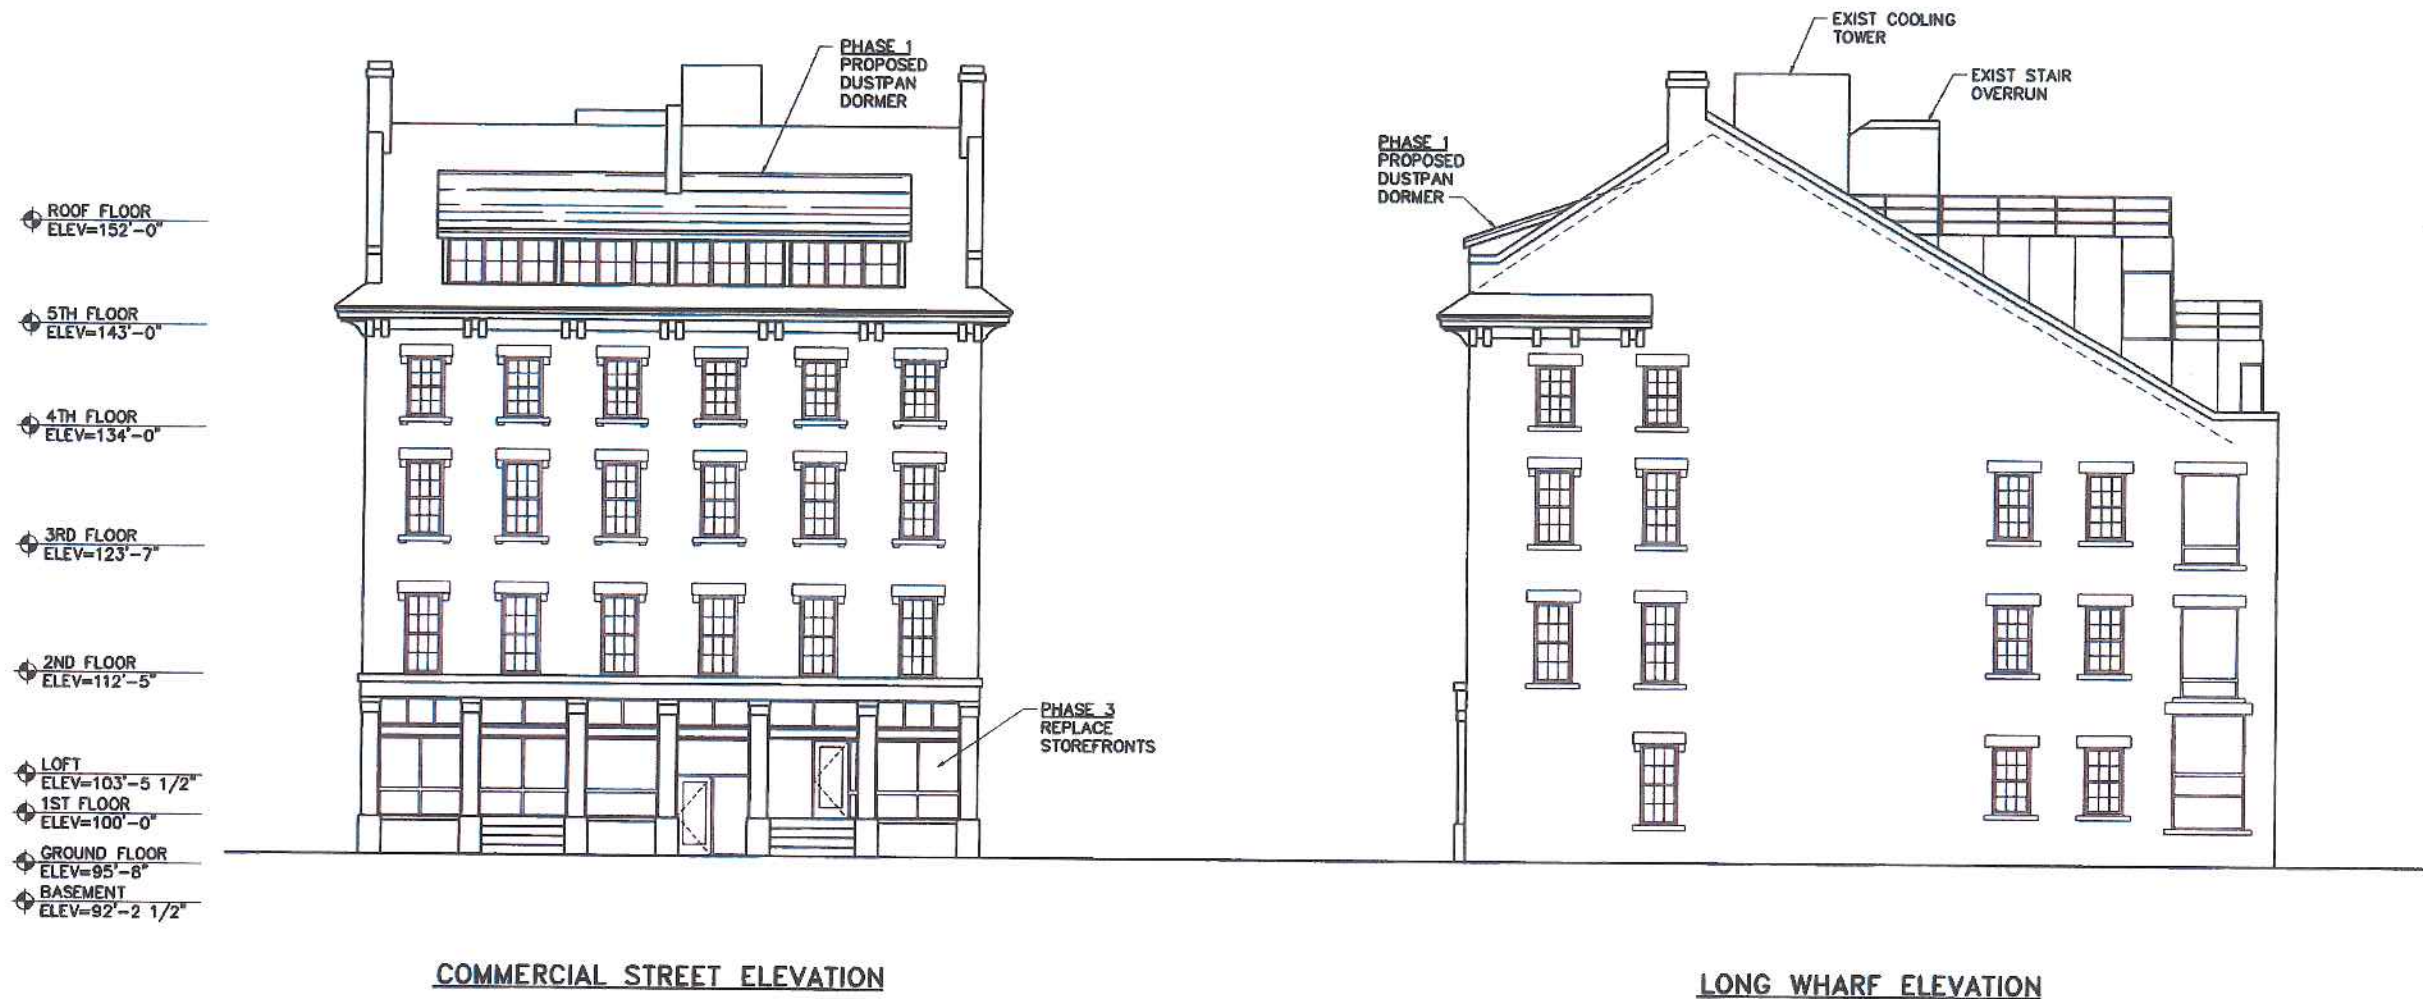 EXIST COOLING
TOWER
PHASE 1
PROPOSED
DUSTPAN
DORMER
EXIST STAIR
OVERRUN
PHASE 1
PROPOSED
DUSTPAN
DORMER
ROOF FLOOR
ELEV=152'-0"
5TH FLOOR
ELEV=143'-0"
4TH FLOOR
ELEV=134'-0"
3RD FLOOR
ELEV=123'-7"
2ND FLOOR
ELEV=112'-5"
PHASE 3
REPLACE
STOREFRONTS
LOFT
ELEV=103'-5 1/2"
1ST FLOOR
ELEV=100'-0"
GROUND FLOOR
ELEV=95'-8"
BASEMENT
ELEV=92'-2 1/2"
COMMERCIAL STREET ELEVATION
LONG WHARF ELEVATION